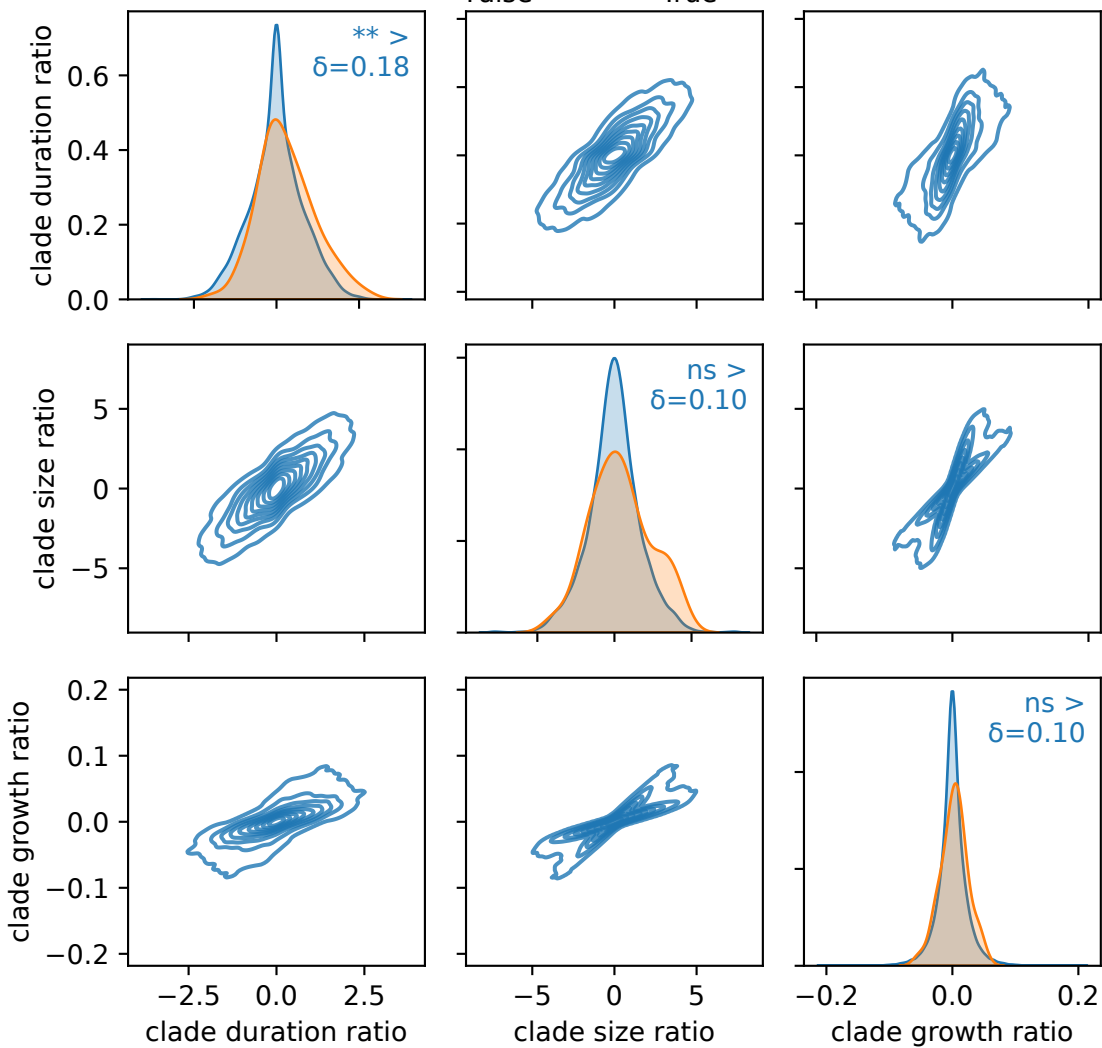 False True
clade duration ratio
0.6
0.4
0.2
0.0
** >
δ=0.18
clade size ratio
5
0
−5
ns >
δ=0.10
clade growth ratio
0.2
0.1
0.0
−0.1
−0.2
ns >
δ=0.10
−2.5 0.0 2.5
clade duration ratio
−5 0 5
clade size ratio
−0.2 0.0 0.2
clade growth ratio